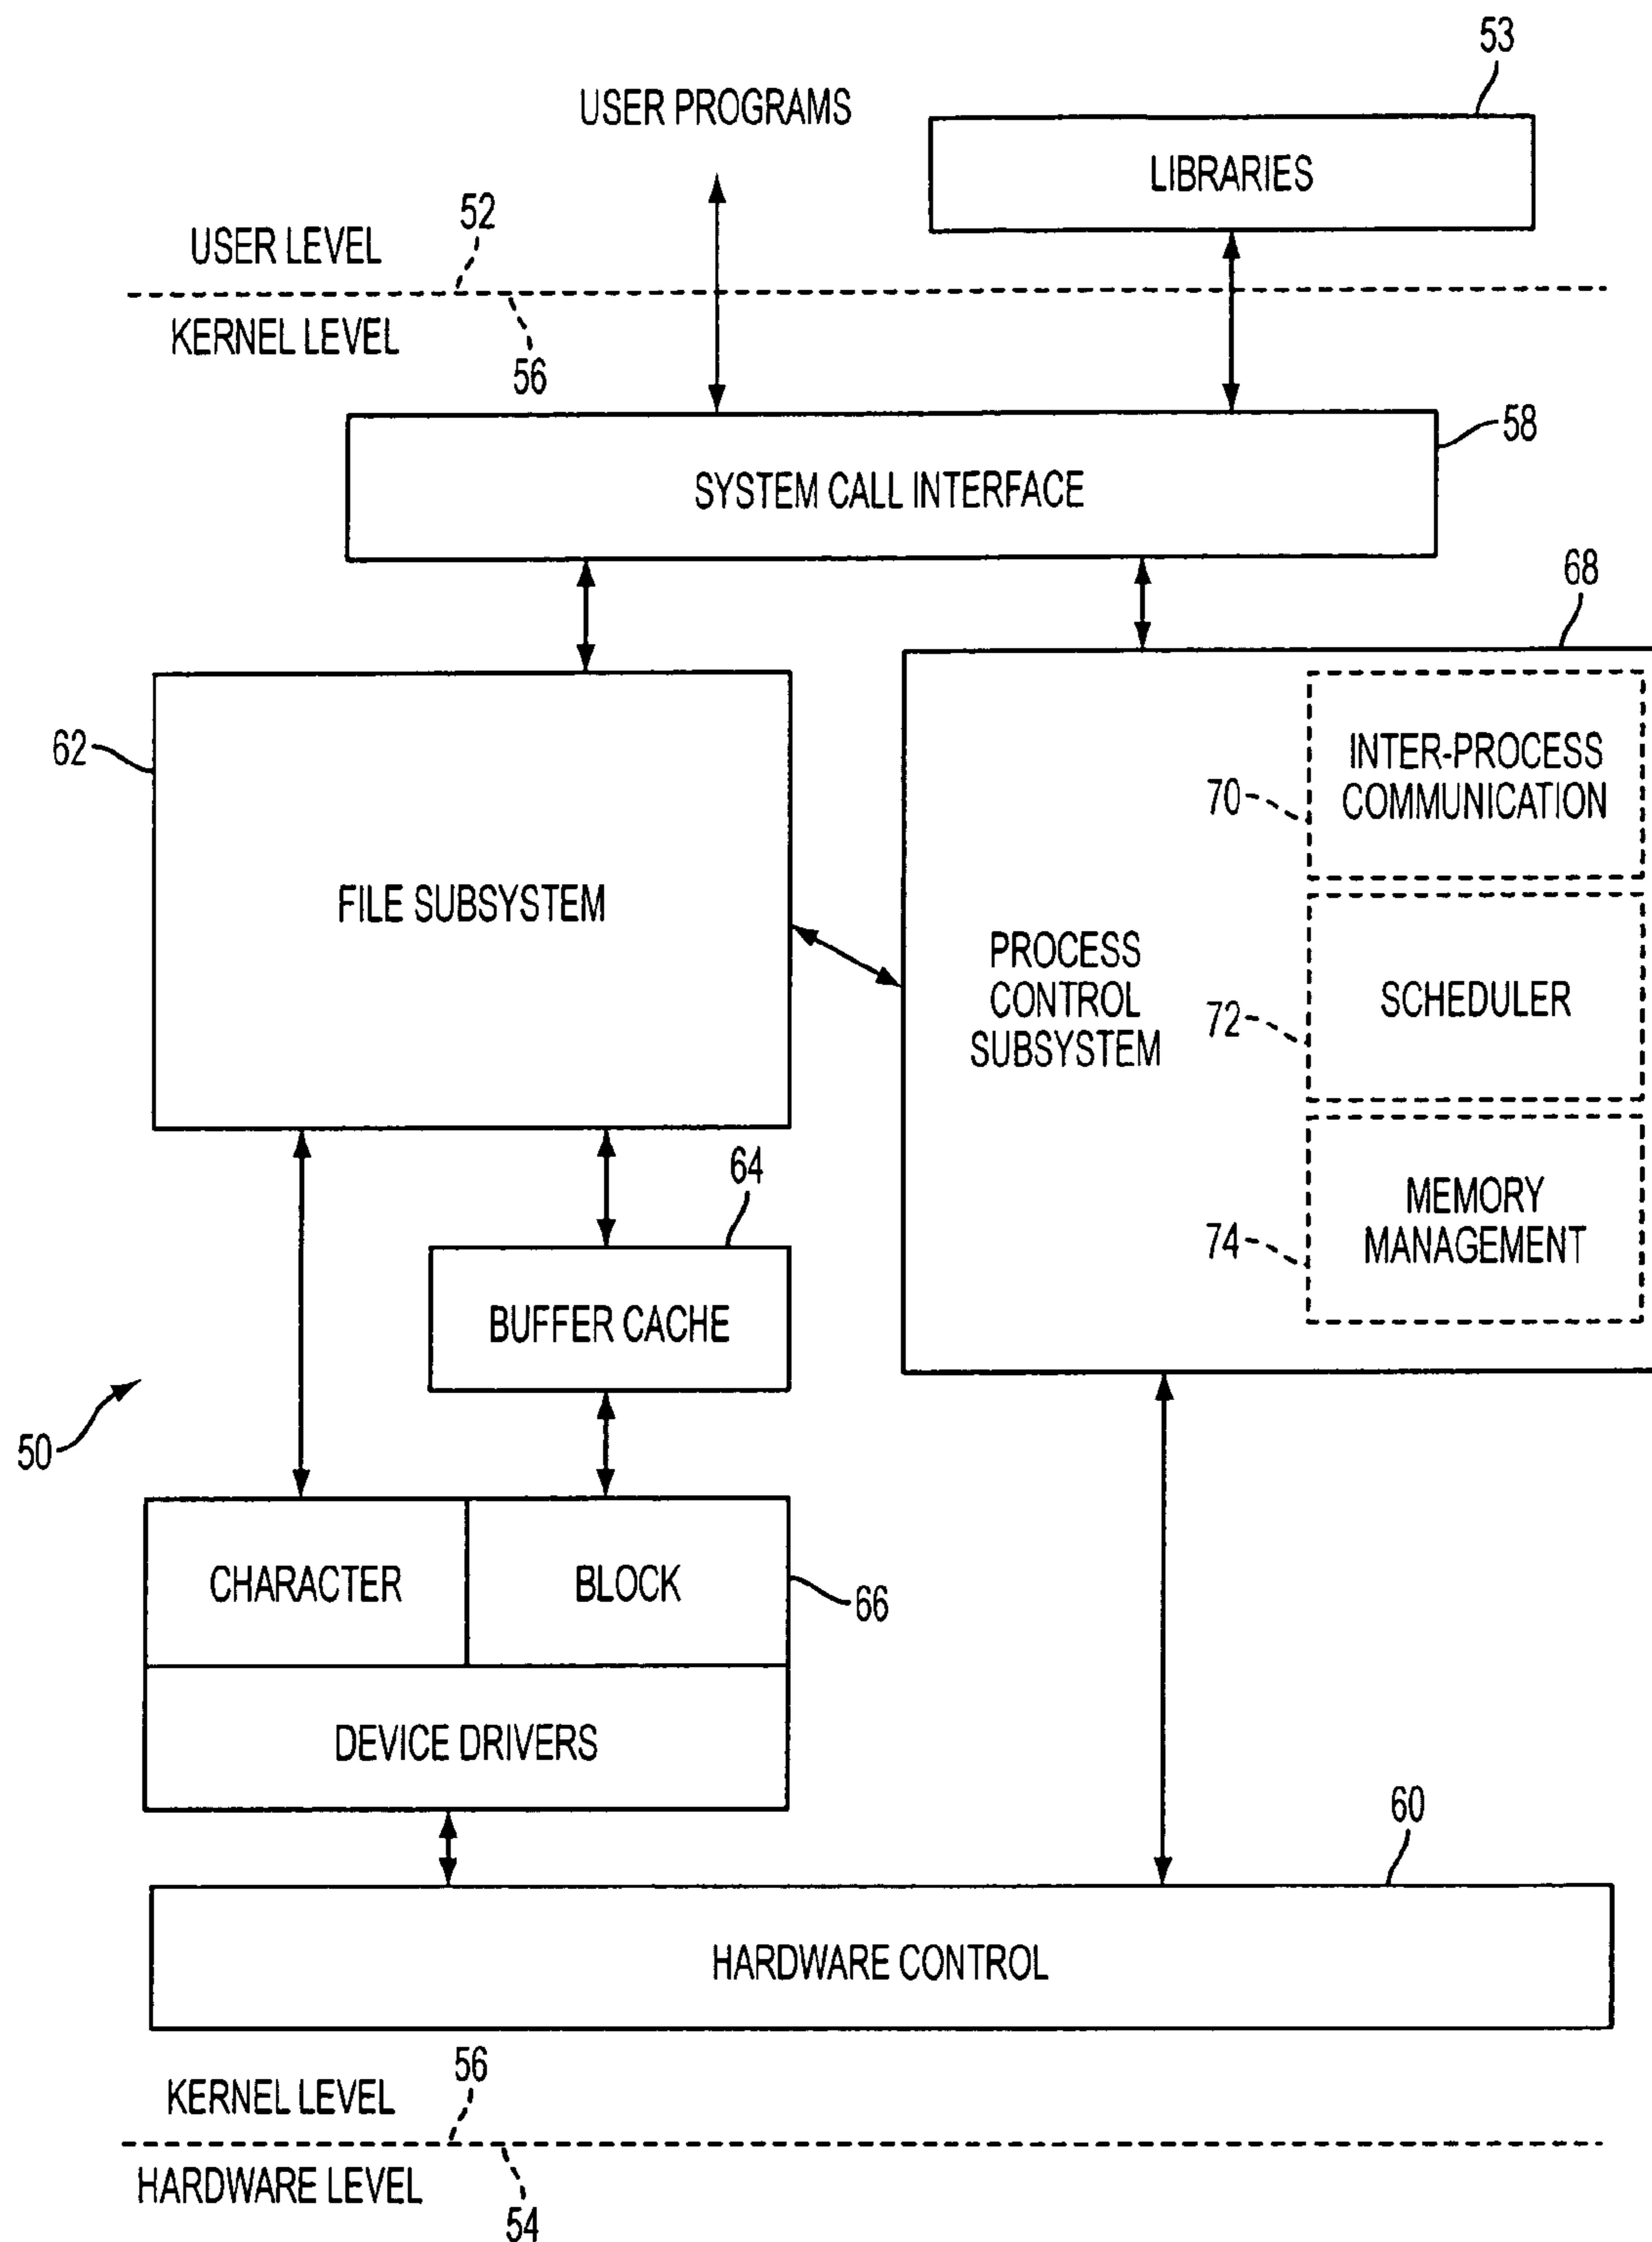 53
USER PROGRAMS
LIBRARIES
52
USER LEVEL
KERNEL LEVEL
56
58
SYSTEM CALL INTERFACE
68
62
INTER-PROCESS
COMMUNICATION
70
FILE SUBSYSTEM
PROCESS
CONTROL
SUBSYSTEM
SCHEDULER
72
64
MEMORY
MANAGEMENT
74
BUFFER CACHE
50
CHARACTER
BLOCK
66
DEVICE DRIVERS
60
HARDWARE CONTROL
56
KERNEL LEVEL
HARDWARE LEVEL
54